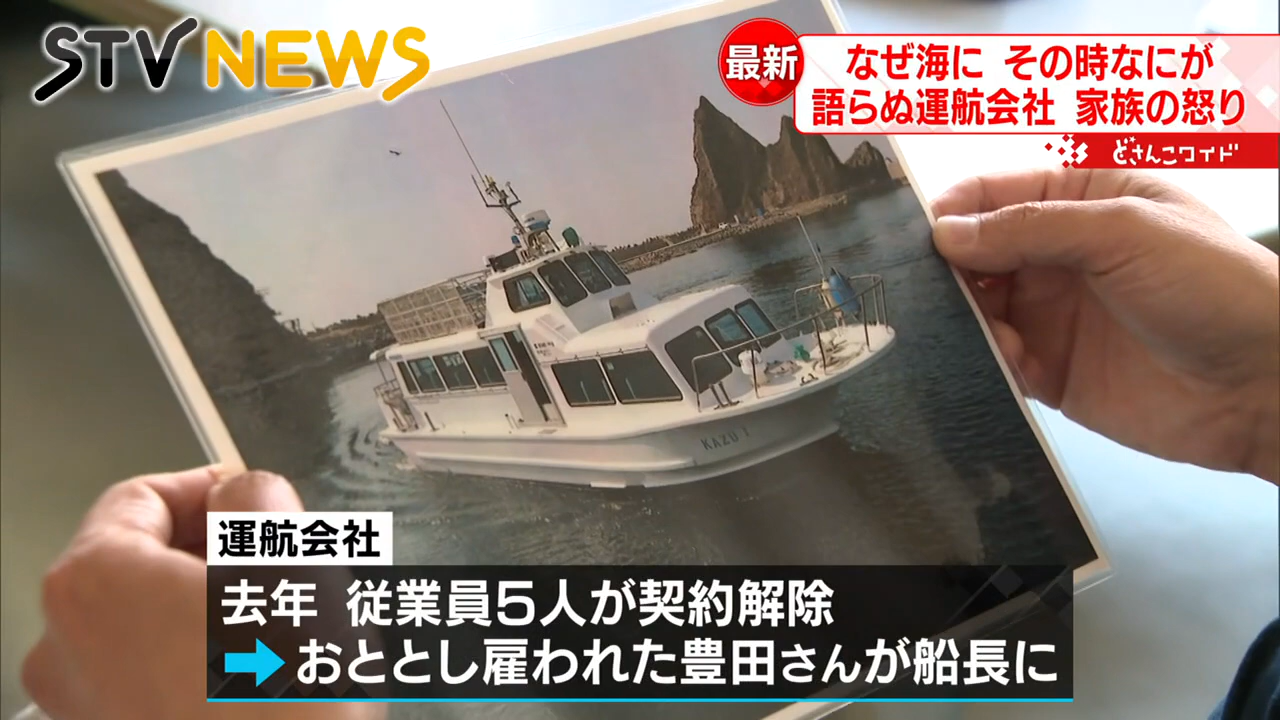 STV NEWS
最新
なぜ海に その時なにが
語らぬ運航会社 家族の怒り
どさんこワイド
KAZU I
運航会社
去年 従業員5人が契約解除
➡おととし雇われた豊田さんが船長に